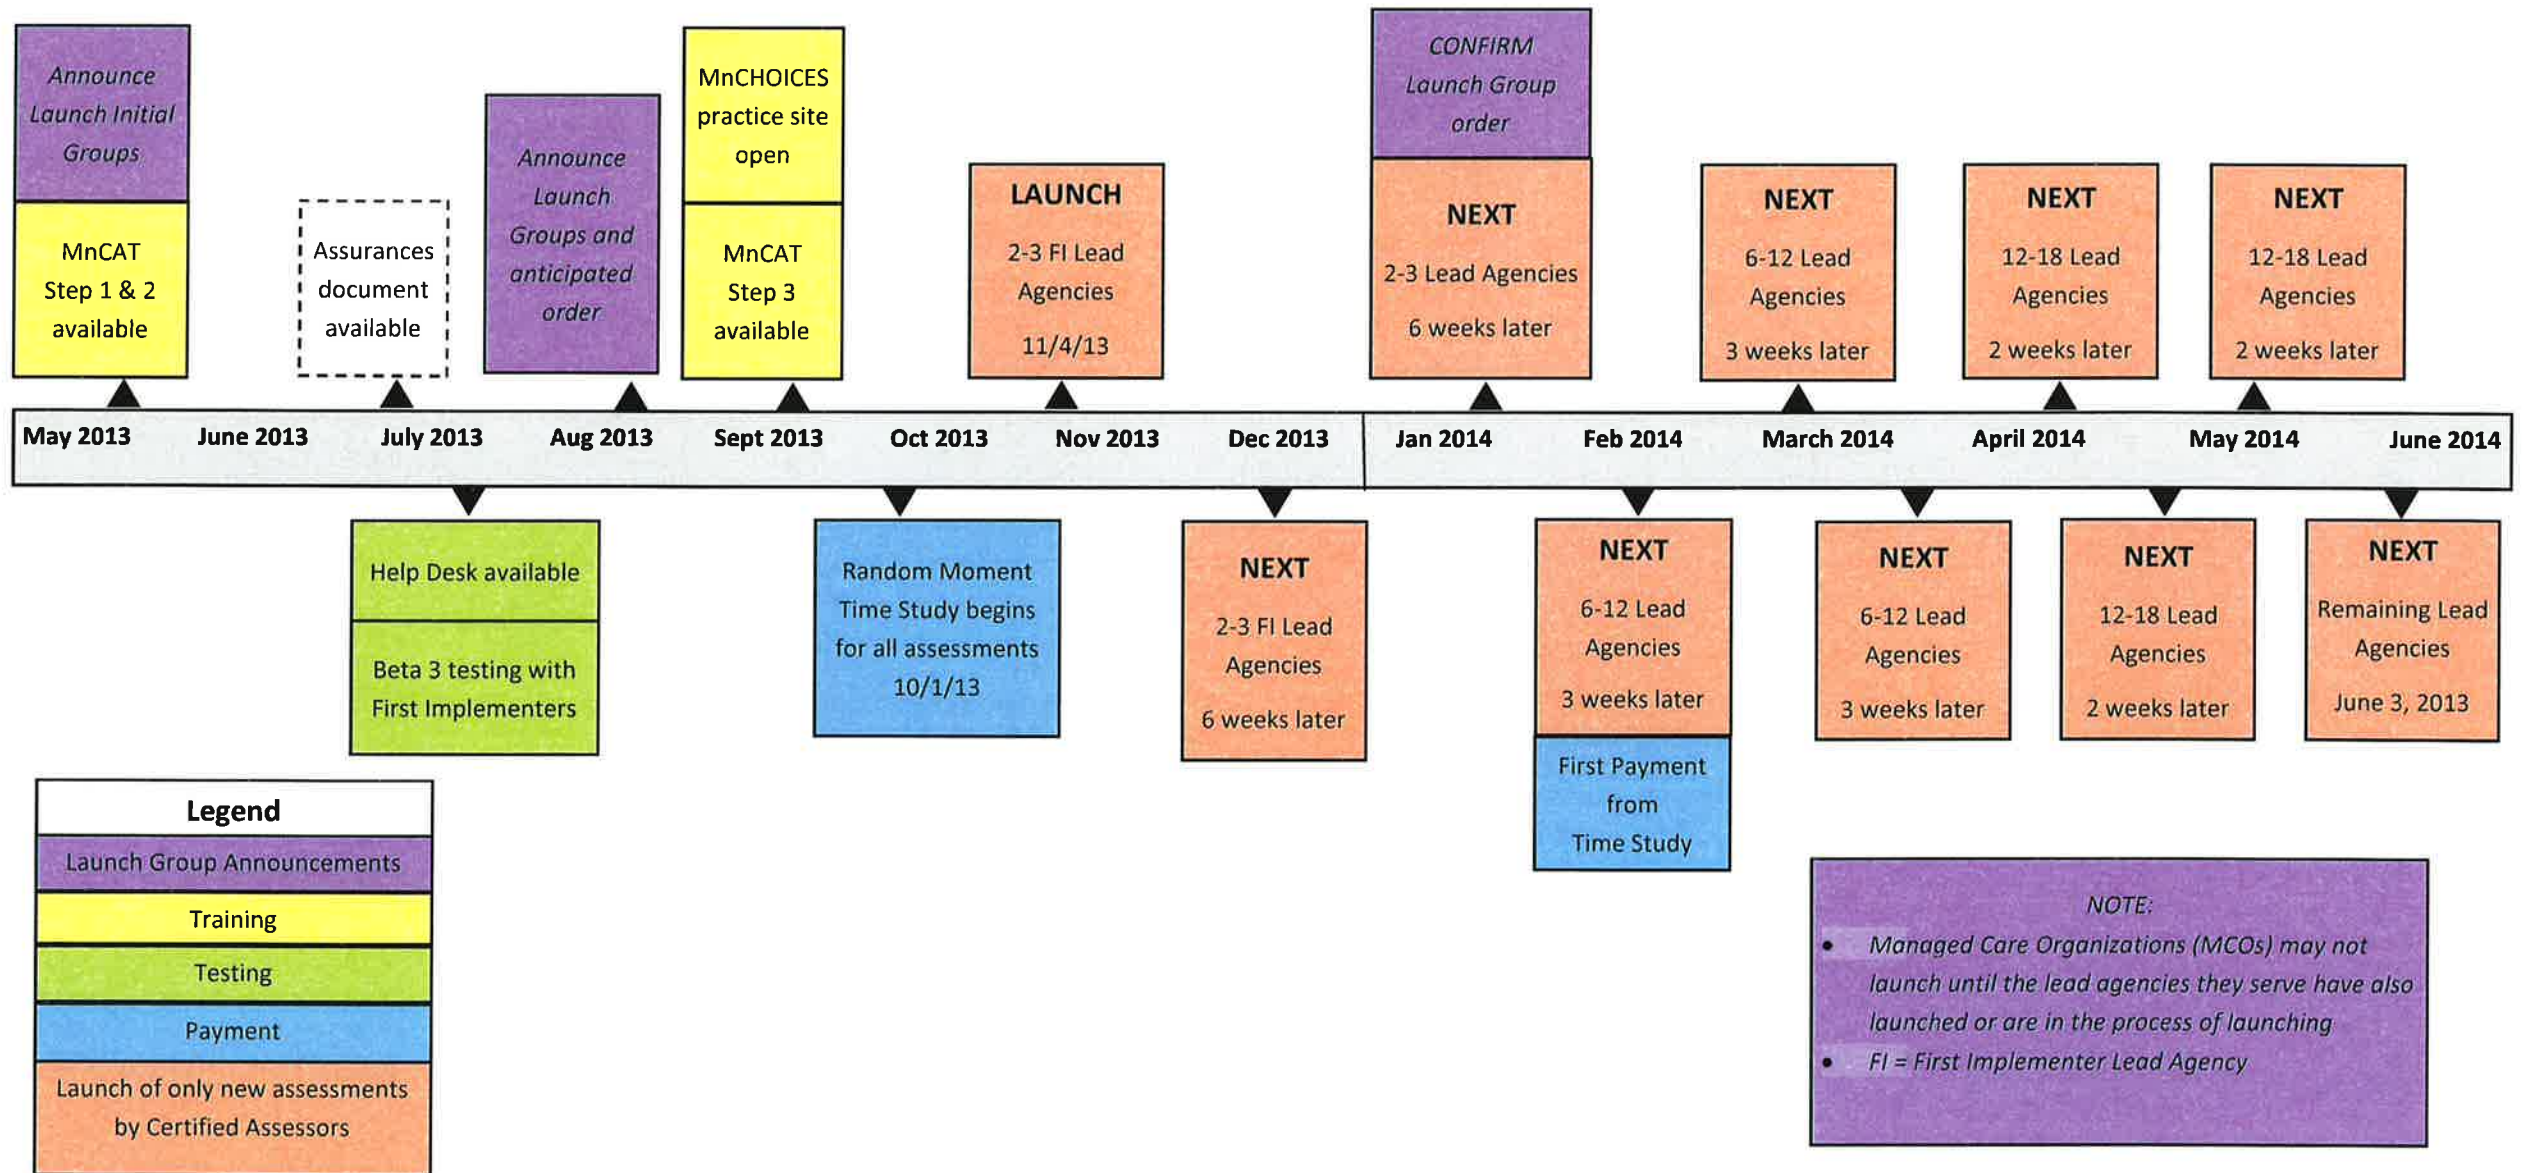 Announce
Launch Initial
Groups
MnCAT
Step 1 & 2
available
Assurances
document
available
Announce
Launch
Groups and
anticipated
order
MnCHOICES
practice site
open
MnCAT
Step 3
available
LAUNCH
2-3 FI Lead
Agencies
11/4/13
CONFIRM
Launch Group
order
NEXT
2-3 Lead Agencies
6 weeks later
NEXT
6-12 Lead
Agencies
3 weeks later
NEXT
12-18 Lead
Agencies
2 weeks later
NEXT
12-18 Lead
Agencies
2 weeks later
May 2013 June 2013 July 2013 Aug 2013 Sept 2013 Oct 2013 Nov 2013 Dec 2013 Jan 2014 Feb 2014 March 2014 April 2014 May 2014 June 2014
Help Desk available
Beta 3 testing with
First Implementers
Random Moment
Time Study begins
for all assessments
10/1/13
NEXT
2-3 FI Lead
Agencies
6 weeks later
NEXT
6-12 Lead
Agencies
3 weeks later
First Payment
from
Time Study
NEXT
6-12 Lead
Agencies
3 weeks later
NEXT
12-18 Lead
Agencies
2 weeks later
NEXT
Remaining Lead
Agencies
June 3, 2013
Legend
Launch Group Announcements
Training
Testing
Payment
Launch of only new assessments
by Certified Assessors
NOTE:
• Managed Care Organizations (MCOs) may not
launch until the lead agencies they serve have also
launched or are in the process of launching
• FI = First Implementer Lead Agency